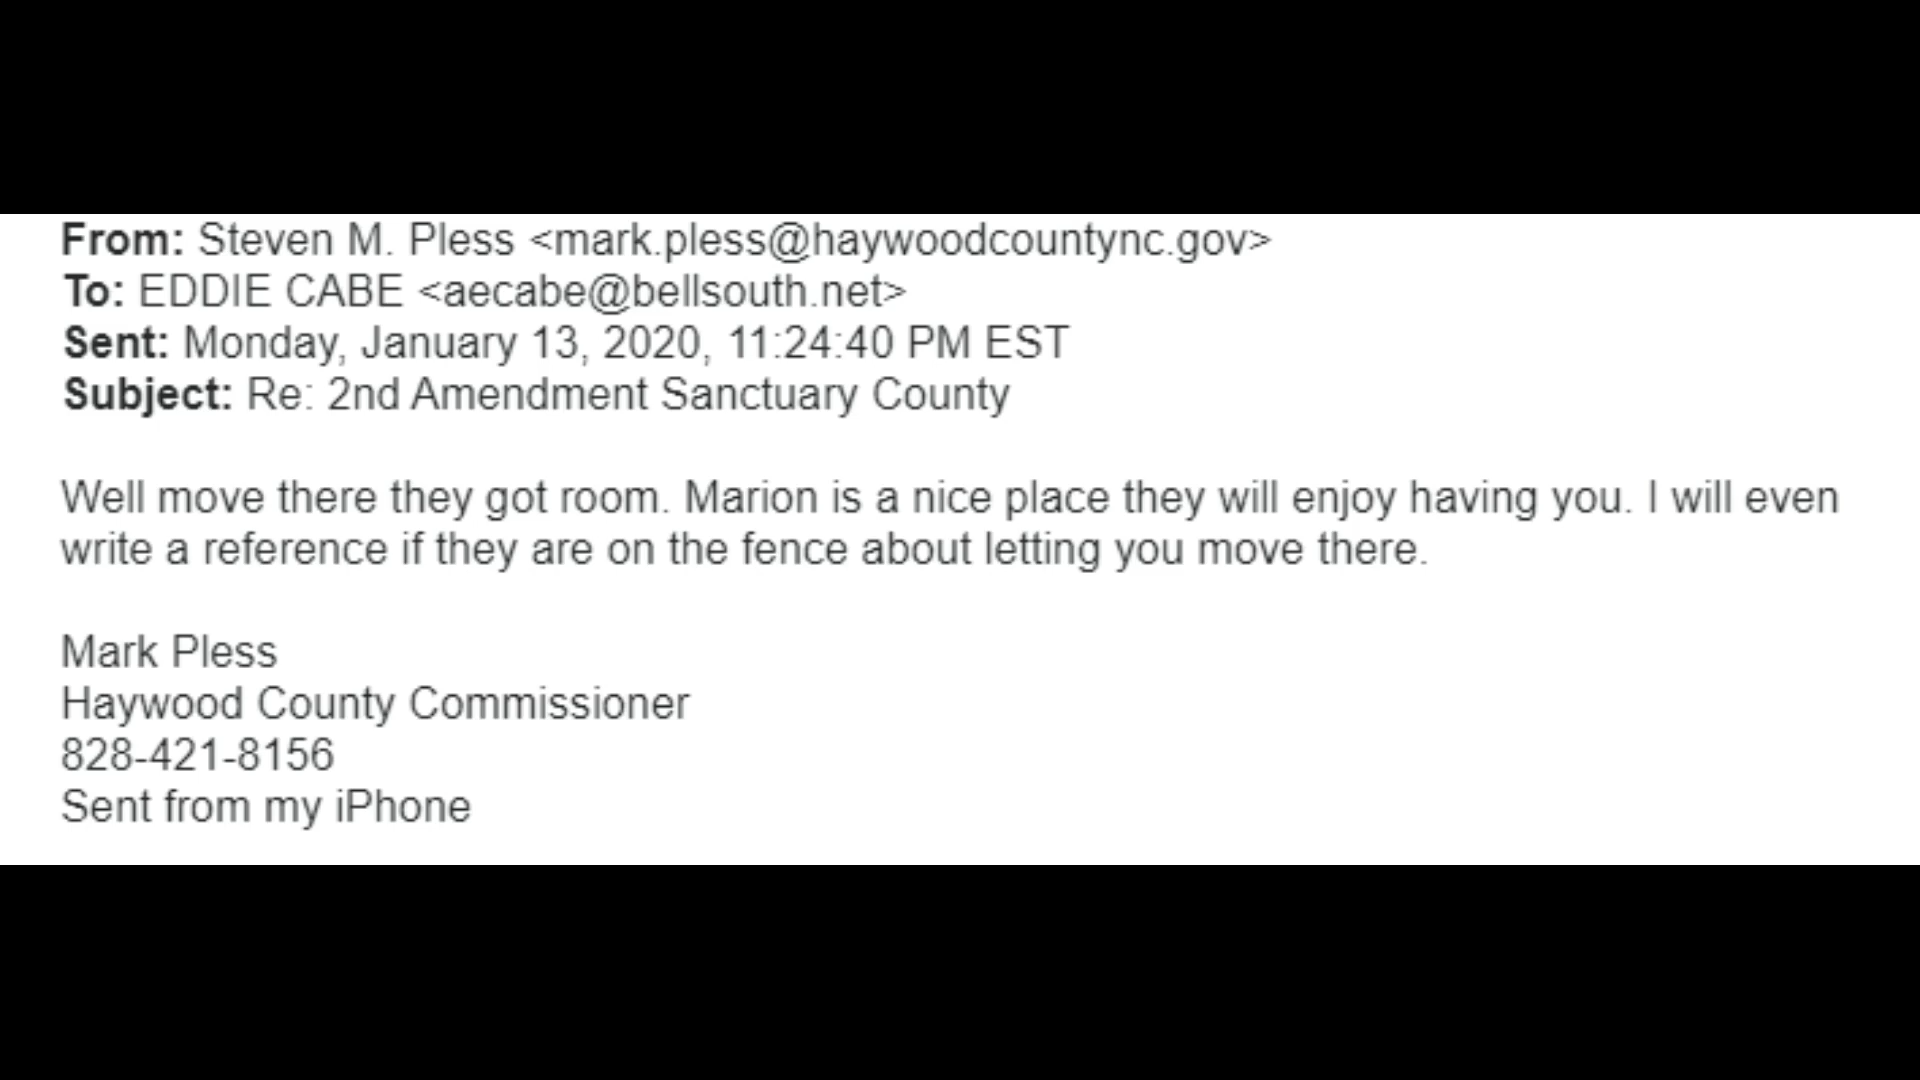 From: Steven M. Pless <mark.pless@haywoodcountync.gov>
To: EDDIE CABE <aecabe@bellsouth.net>
Sent: Monday, January 13, 2020, 11:24:40 PM EST
Subject: Re: 2nd Amendment Sanctuary County
Well move there they got room. Marion is a nice place they will enjoy having you. I will even
write a reference if they are on the fence about letting you move there.
Mark Pless
Haywood County Commissioner
828-421-8156
Sent from my iPhone